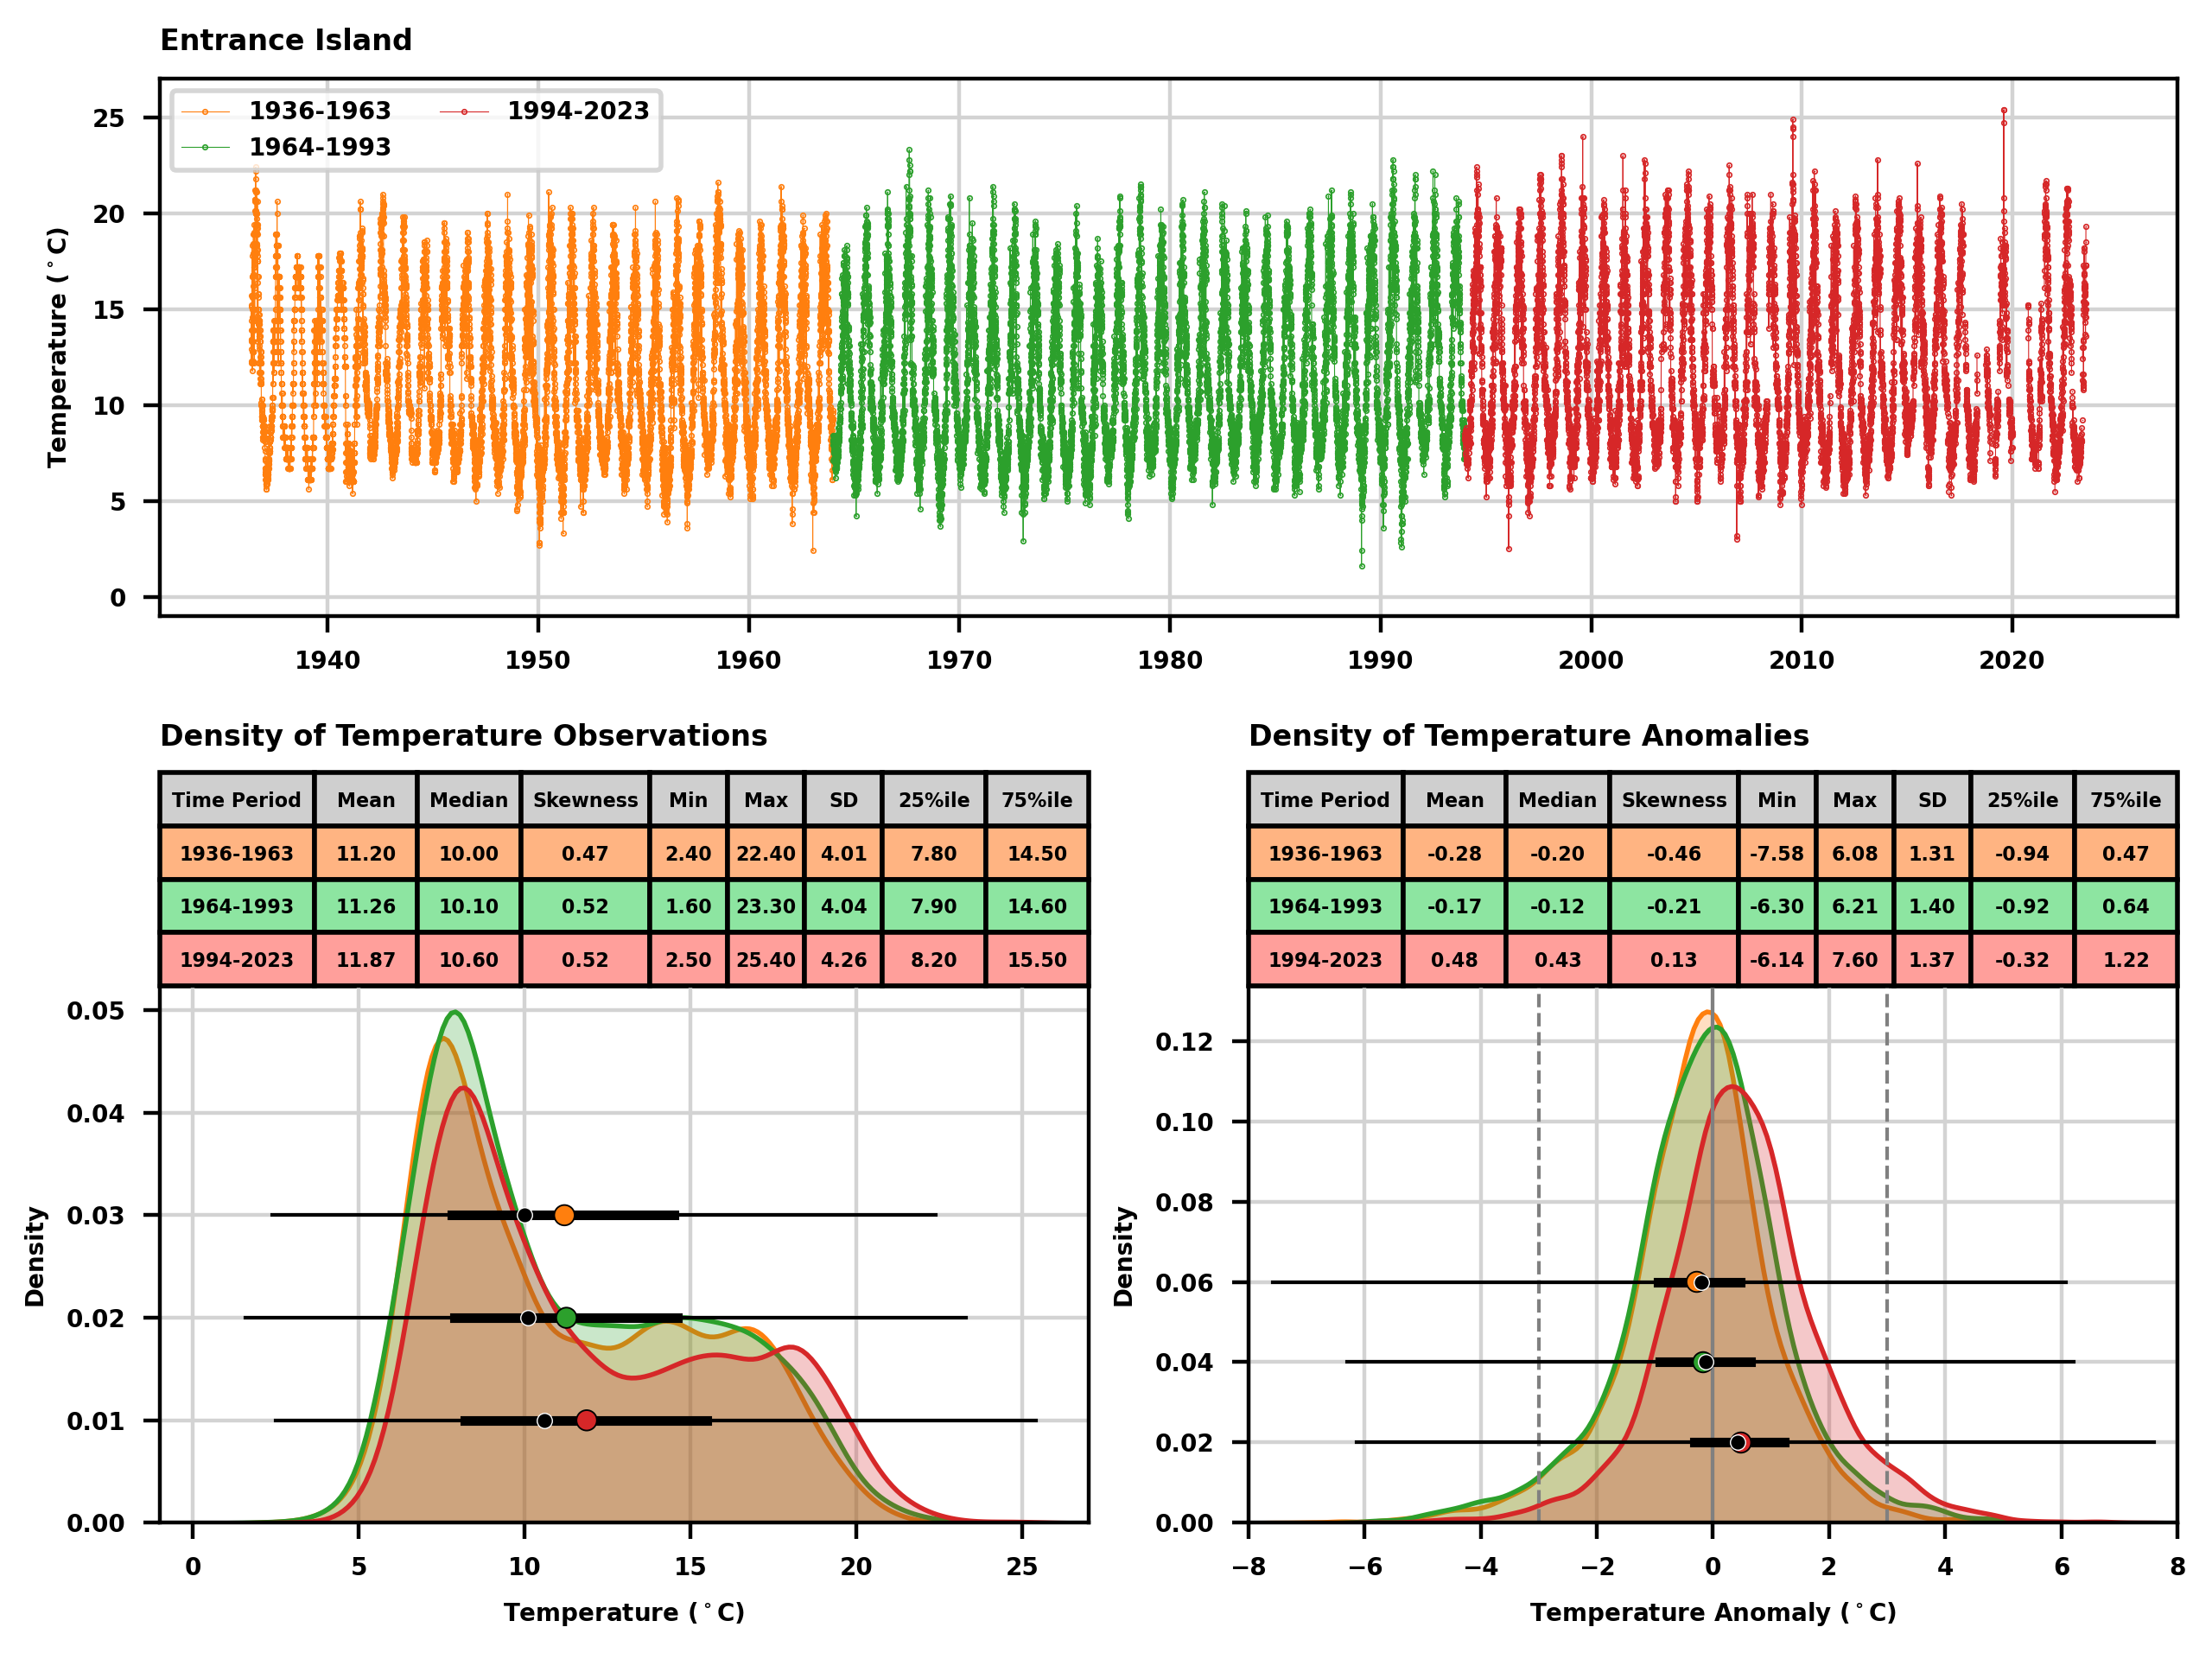 Entrance Island
1936-1963 1994-2023
1964-1993
Temperature (°C)
25
20
15
10
5
0
1940 1950 1960 1970 1980 1990 2000 2010 2020
Density of Temperature Observations
Time Period Mean Median Skewness Min Max SD 25%ile 75%ile
1936-1963 11.20 10.00 0.47 2.40 22.40 4.01 7.80 14.50
1964-1993 11.26 10.10 0.52 1.60 23.30 4.04 7.90 14.60
1994-2023 11.87 10.60 0.52 2.50 25.40 4.26 8.20 15.50
Density
0.05
0.04
0.03
0.02
0.01
0.00
0 5 10 15 20 25
Temperature (°C)
Density of Temperature Anomalies
Time Period Mean Median Skewness Min Max SD 25%ile 75%ile
1936-1963 -0.28 -0.20 -0.46 -7.58 6.08 1.31 -0.94 0.47
1964-1993 -0.17 -0.12 -0.21 -6.30 6.21 1.40 -0.92 0.64
1994-2023 0.48 0.43 0.13 -6.14 7.60 1.37 -0.32 1.22
Density
0.12
0.10
0.08
0.06
0.04
0.02
0.00
−8 −6 −4 −2 0 2 4 6 8
Temperature Anomaly (°C)